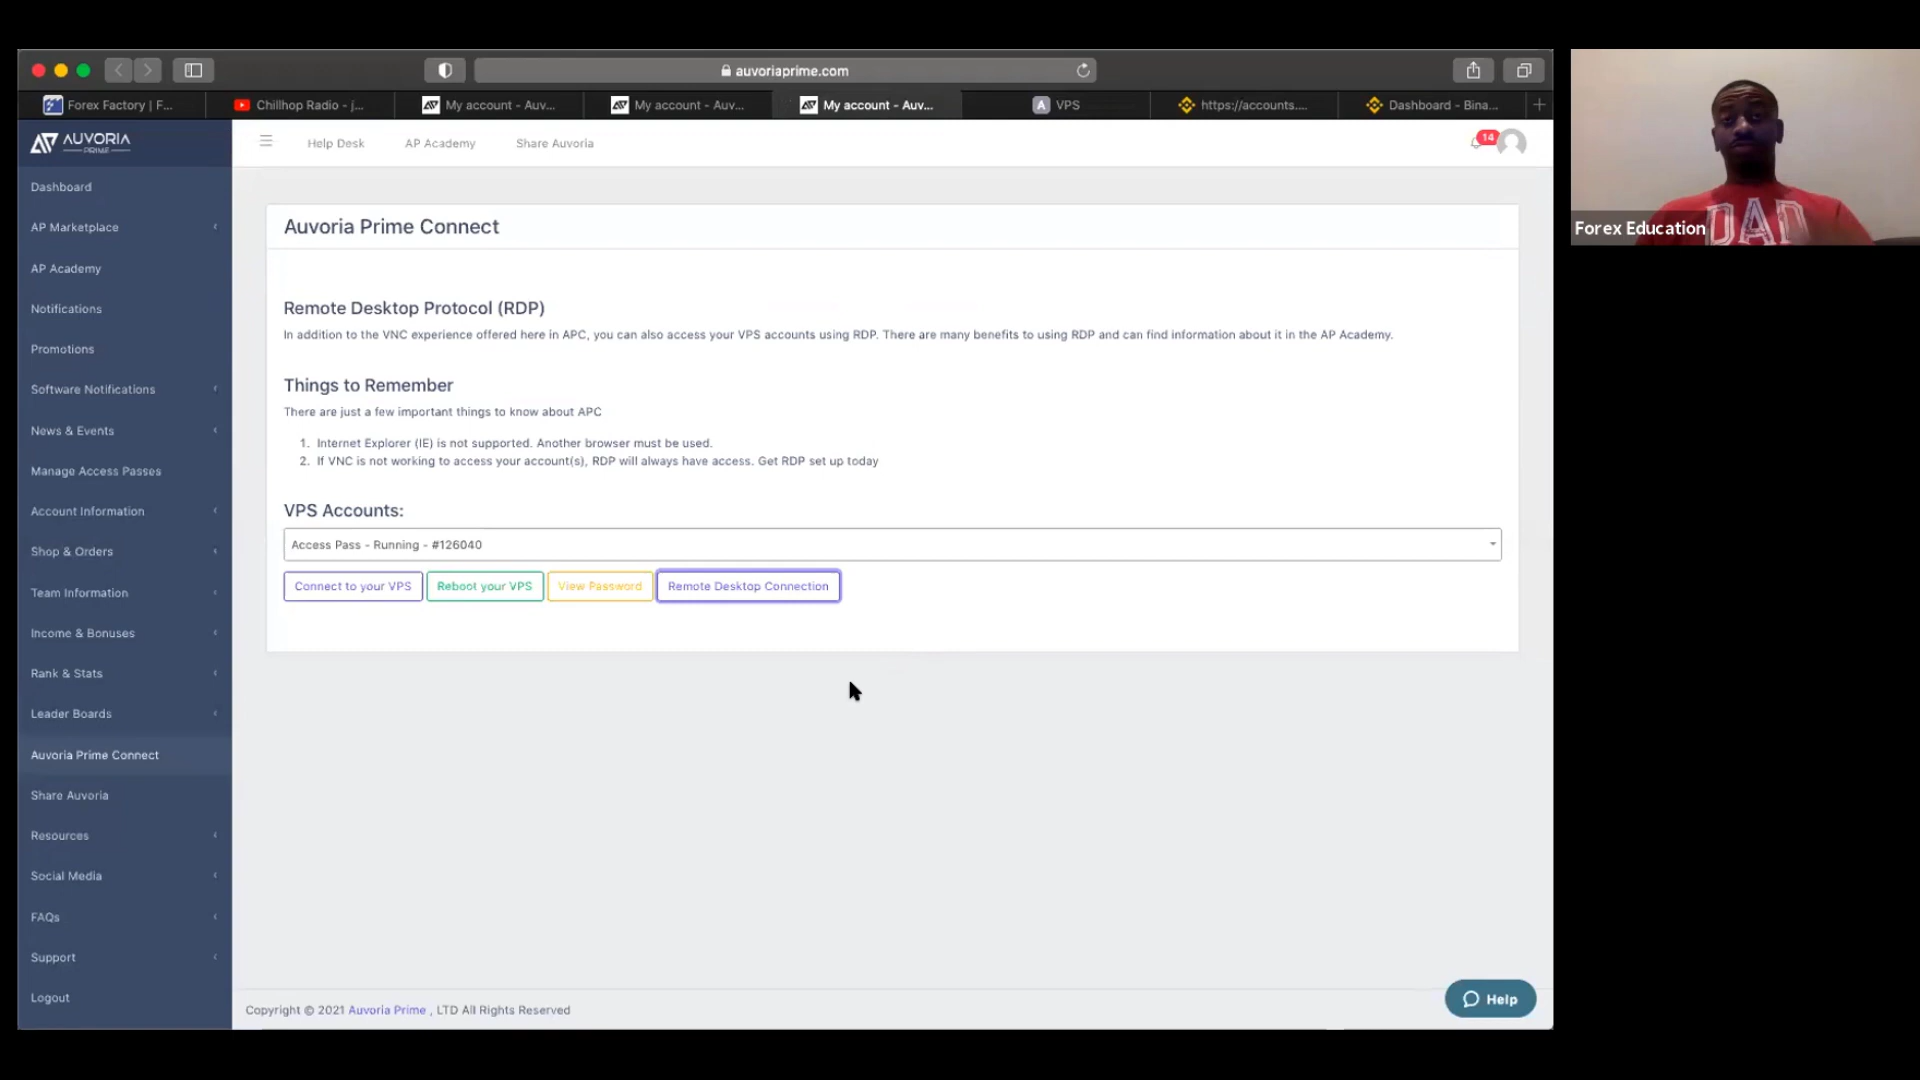 auvoriaprime.com
Forex Factory | F...
Chillhop Radio - j...
My account - Auv...
My account - Auv...
My account - Auv...
A VPS
https://accounts....
Dashboard - Bina...
AUVORIA
PRIME
Help Desk
AP Academy
Share Auvoria
14
Dashboard
AP Marketplace
AP Academy
Notifications
Promotions
Software Notifications
News & Events
Manage Access Passes
Account Information
Shop & Orders
Team Information
Income & Bonuses
Rank & Stats
Leader Boards
Auvoria Prime Connect
Share Auvoria
Resources
Social Media
FAQs
Support
Logout
Auvoria Prime Connect
Remote Desktop Protocol (RDP)
In addition to the VNC experience offered here in APC, you can also access your VPS accounts using RDP. There are many benefits to using RDP and can find information about it in the AP Academy.
Things to Remember
There are just a few important things to know about APC
1. Internet Explorer (IE) is not supported. Another browser must be used.
2. If VNC is not working to access your account(s), RDP will always have access. Get RDP set up today
VPS Accounts:
Access Pass - Running - #126040
Connect to your VPS
Reboot your VPS
View Password
Remote Desktop Connection
Copyright © 2021 Auvoria Prime , LTD All Rights Reserved
Help
DAD
Forex Education